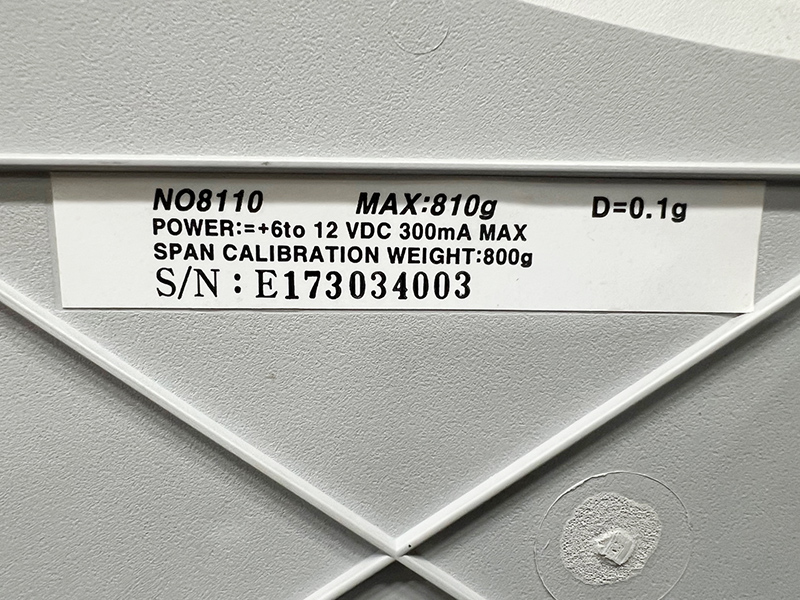 NO8110 MAX:810g D=0.1g
POWER:=+6to 12 VDC 300mA MAX
SPAN CALIBRATION WEIGHT:800g
S/N : E173034003